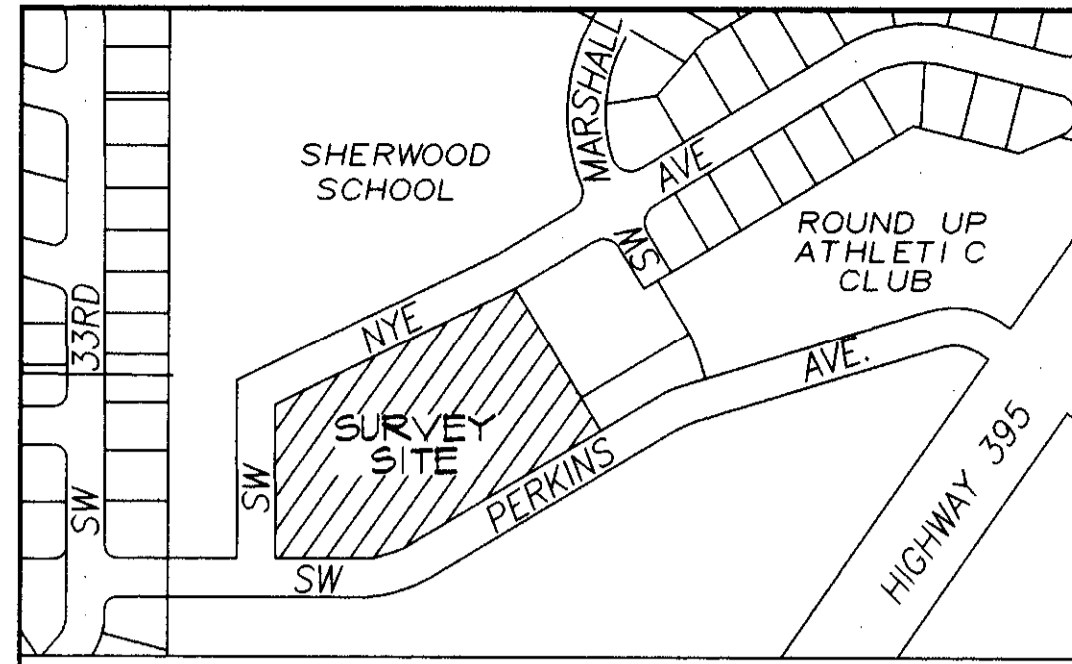 MARSHALL
SHERWOOD
SCHOOL
AVE
SW
ROUND UP
ATHLETIC
CLUB
33RD
NYE
AVE.
SURVEY
SITE
SW
SW
PERKINS
HIGHWAY 395
SW